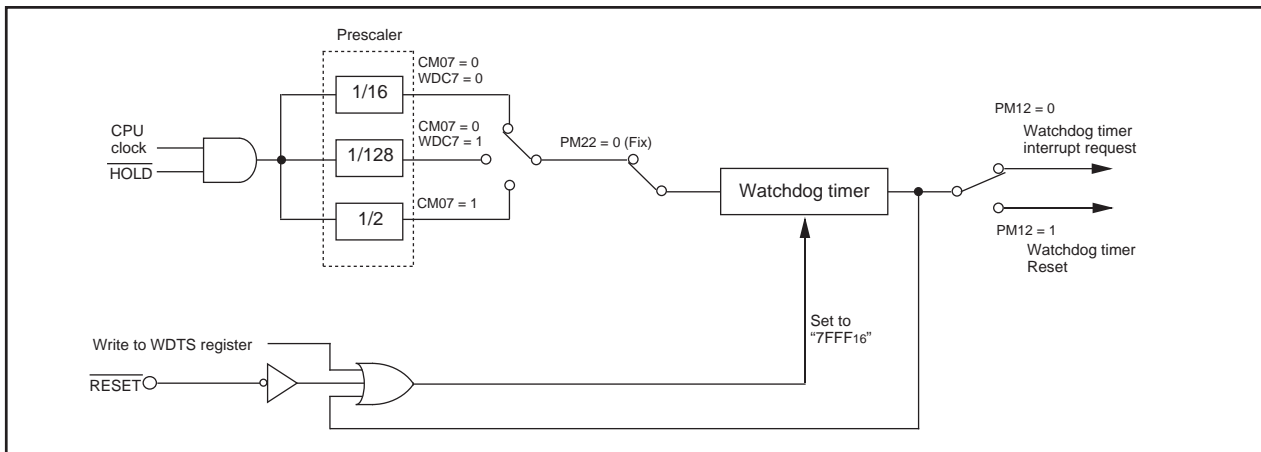 Prescaler
CM07 = 0
WDC7 = 0
1/16
CPU
clock
HOLD
CM07 = 0
WDC7 = 1
1/128
PM22 = 0 (Fix)
CM07 = 1
1/2
Watchdog timer
PM12 = 0
Watchdog timer
interrupt request
PM12 = 1
Watchdog timer
Reset
Set to
“7FFF16”
Write to WDTS register
RESET